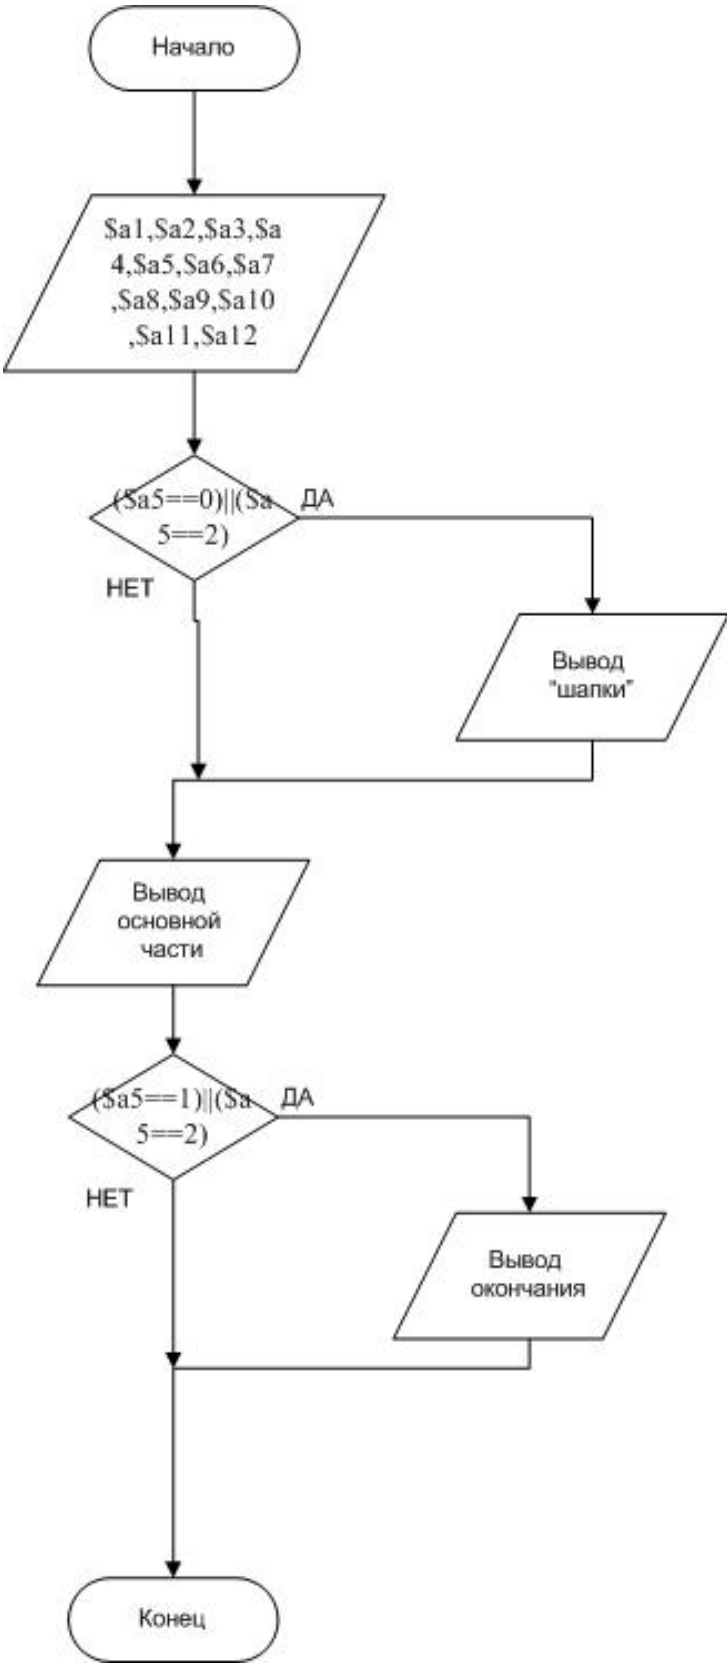 Начало
$a1,$a2,$a3,$a
4,$a5,$a6,$a7
,$a8,$a9,$a10
,$a11,$a12
($a5==0)||($a
5==2)
ДА
НЕТ
Вывод
“шапки”
Вывод
основной
части
($a5==1)||($a
5==2)
ДА
НЕТ
Вывод
окончания
Конец